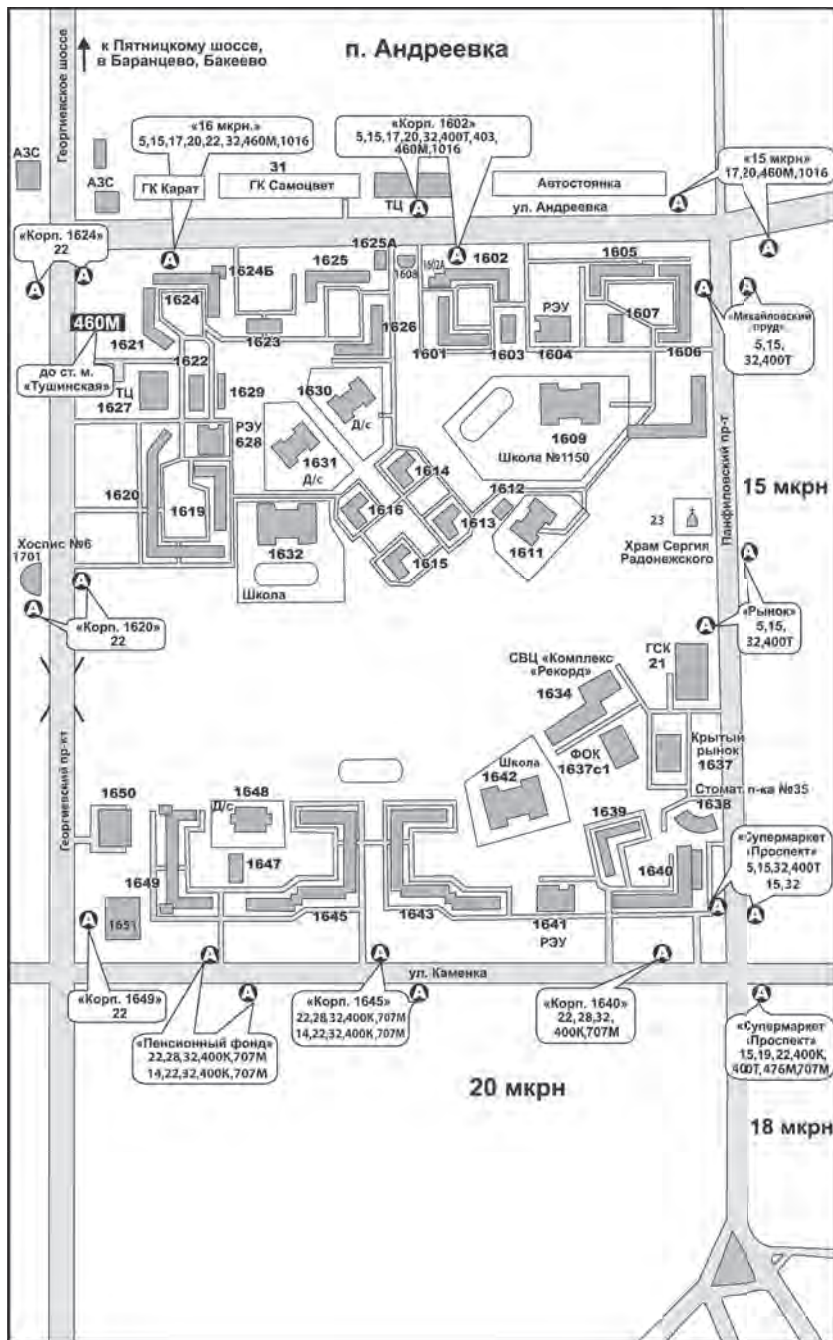 Георгиевское шоссе
к Пятницкому шоссе,
в Баранцево, Бакеево
п. Андреевка
«16 мкрн.»
5,15,17,20,22, 32,460М,1016
«Корп. 1602»
5,15,17,20,32,400Т,403,
460М,1016
«15 мкрн»
17,20,460М,1016
АЗС
АЗС
ГК Карат
31
ГК Самоцвет
ТЦ
Автостоянка
ул. Андреевка
«Корп. 1624»
22
1624Б
1625
1625А
1608
1602А
1602
1605
1624
460М
до ст. м.
«Тушинская»
1621
1622
1623
1626
1601
1603
РЭУ
1604
1607
1606
«Михайловский
пруд»
5,15,
32,400Т
ТЦ
1627
1629
1630
Д/с
РЭУ
628
1631
Д/с
1609
Школа №1150
Панфиловский пр-т
15 мкрн
1620
1619
1614
1616
1613
1612
1611
1615
1632
Школа
23
Храм Сергия
Радонежского
Хоспис №6
1701
«Корп. 1620»
22
«Рынок»
5,15,
32,400Т
ГСК
21
СВЦ «Комплекс
«Рекорд»
1634
ФОК
1637с1
Крытый
рынок
1637
Школа
1642
Стомат. п-ка №35
1638
Георгиевский пр-кт
1650
Д/с
1648
1647
1649
1651
1645
1643
1639
1640
1641
РЭУ
«Супермаркет
«Проспект»
5,15,32,400Т
15,32
ул. Каменка
«Корп. 1649»
22
«Пенсионный фонд»
22,28,32,400К,707М
14,22,32,400К,707М
«Корп. 1645»
22,28,32,400К,707М
14,22,32,400К,707М
«Корп. 1640»
22, 28,32,
400К,707М
«Супермаркет
«Проспект»
15,19,22,400К,
400Т,476М,707М
20 мкрн
18 мкрн